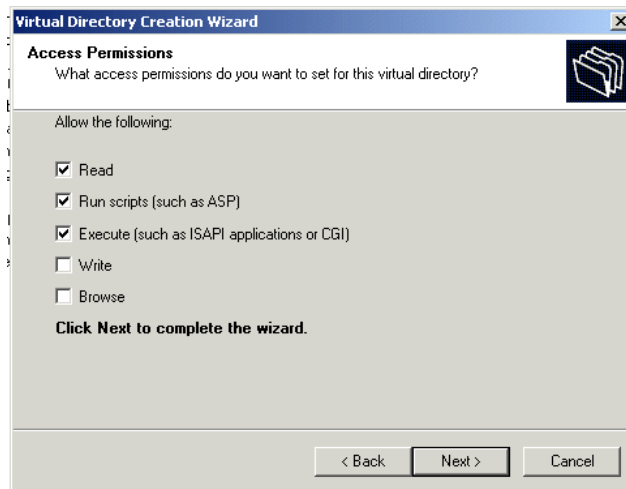 Virtual Directory Creation Wizard
Access Permissions
What access permissions do you want to set for this virtual directory?
Allow the following:
Read
Run scripts (such as ASP)
Execute (such as ISAPI applications or CGI)
Write
Browse
Click Next to complete the wizard.
< Back
Next >
Cancel